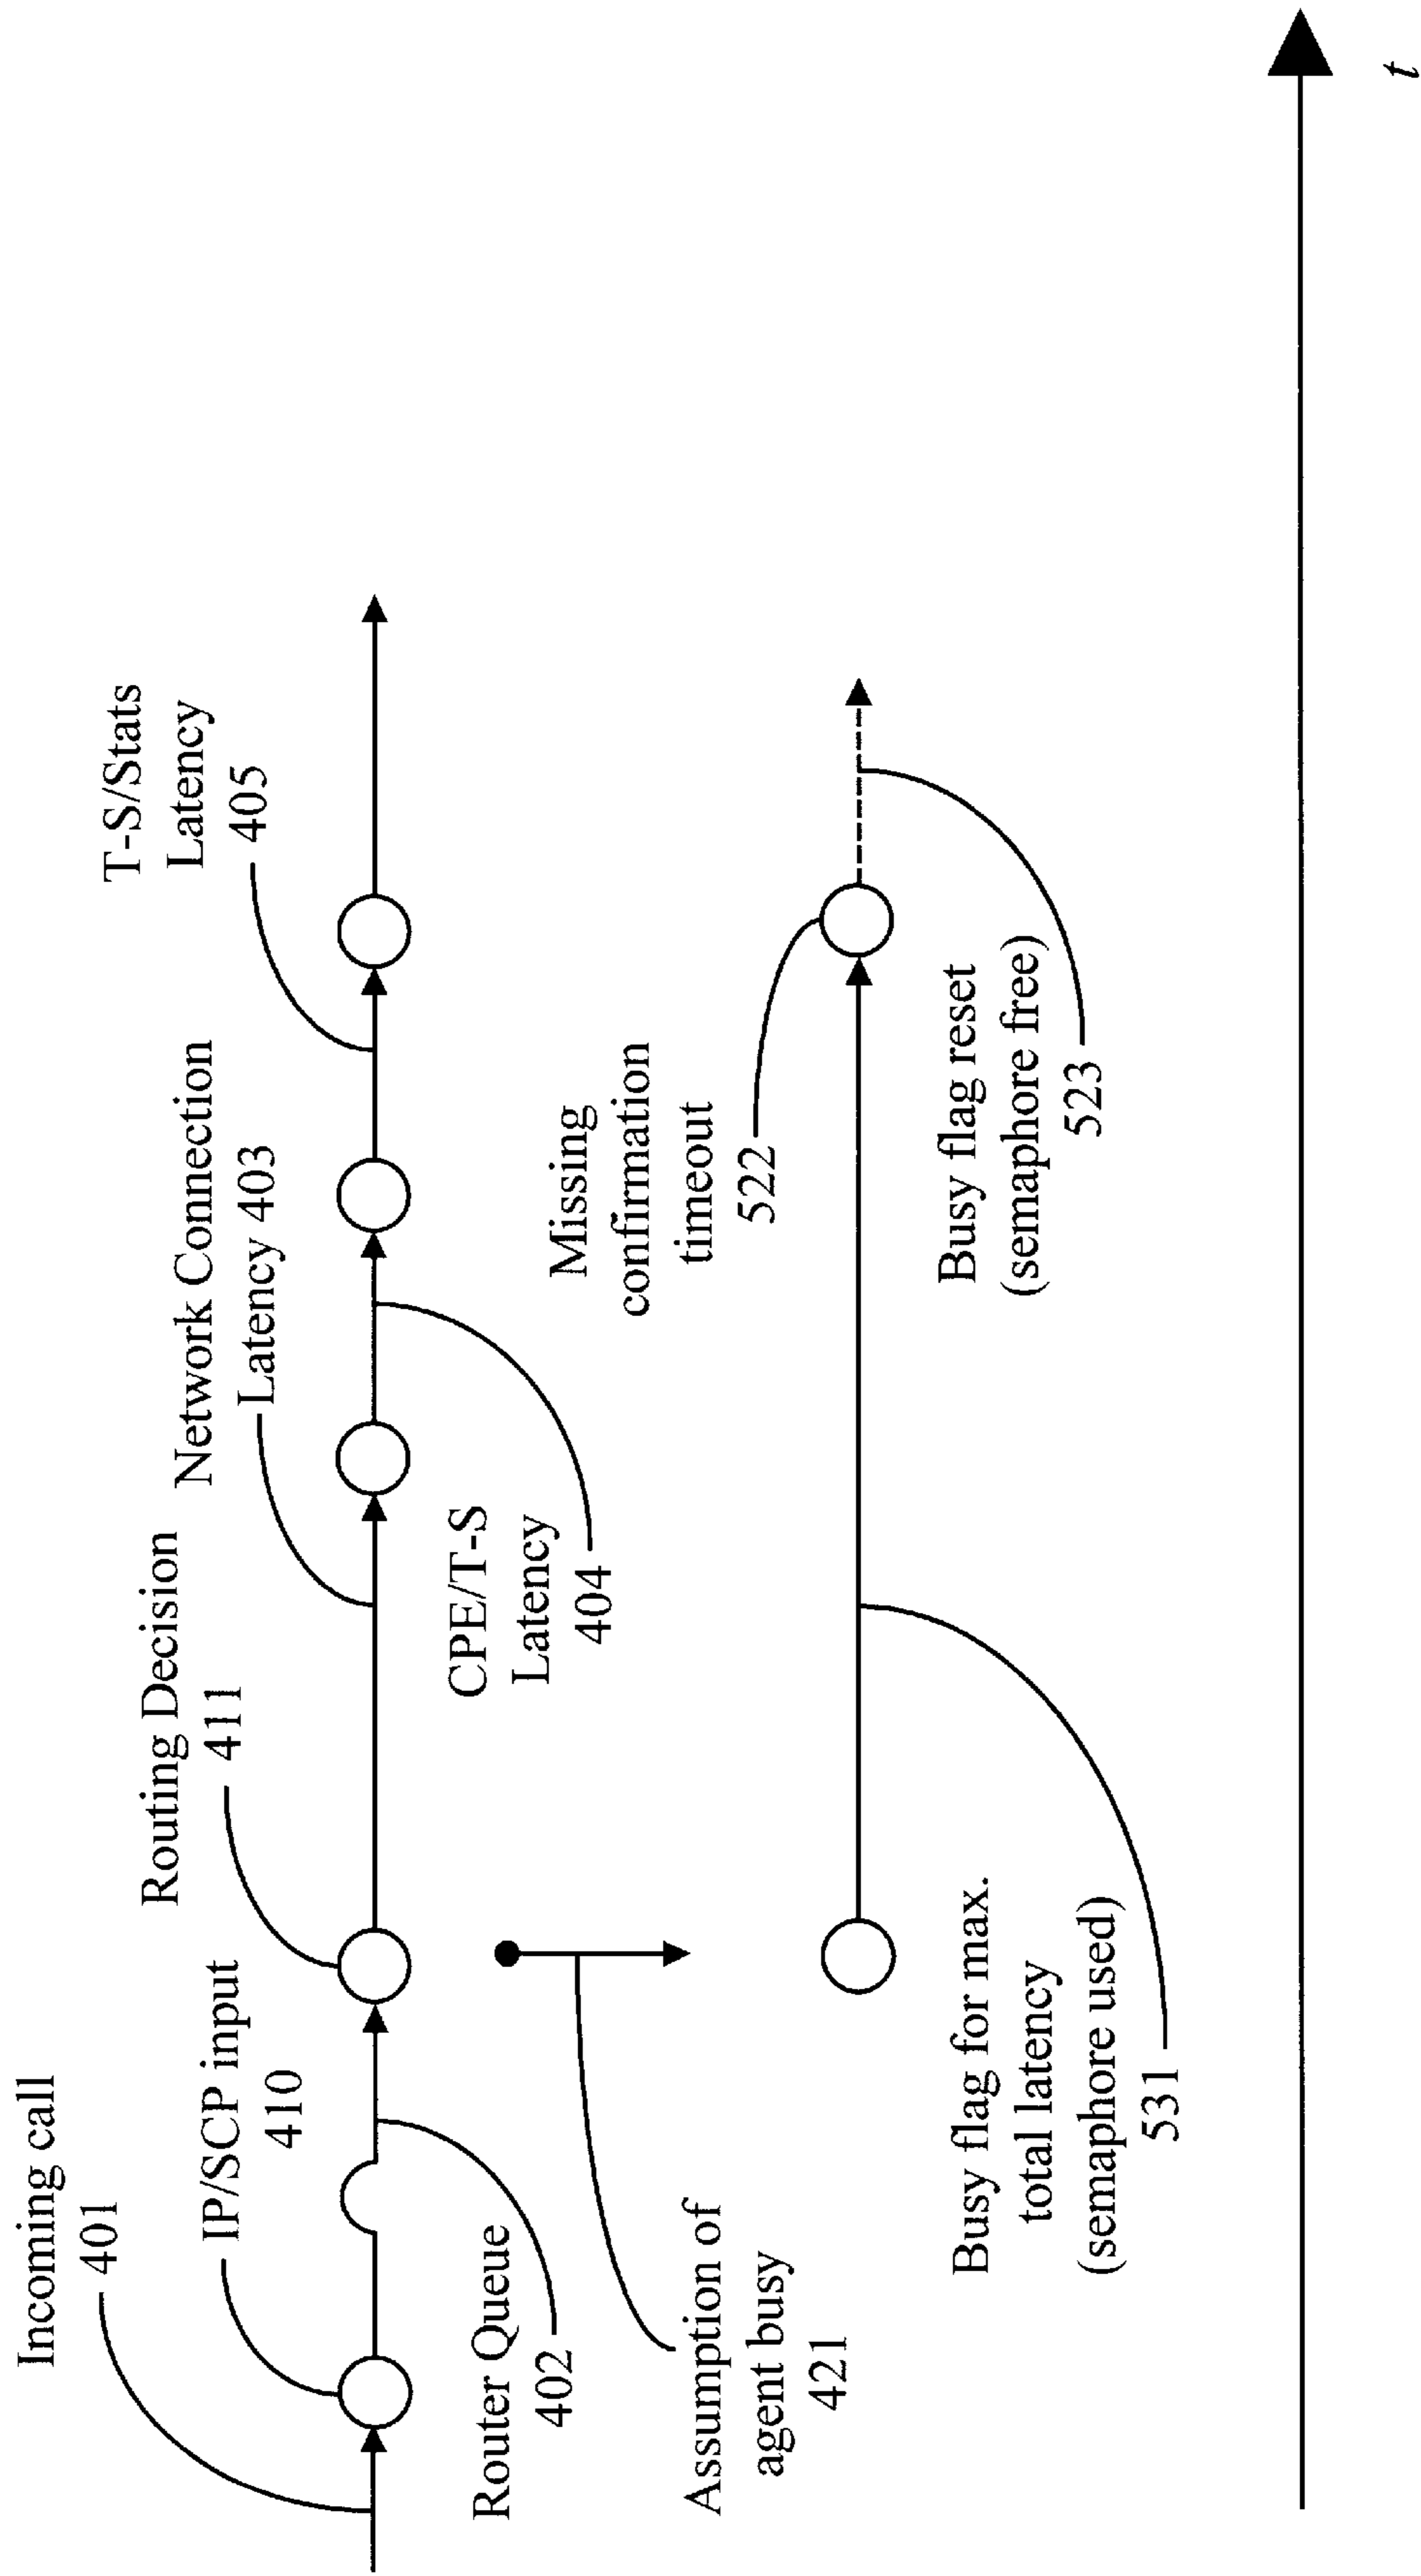 Incoming call
401
IP/SCP input
410
Routing Decision
411
Network Connection
Latency 403
T-S/Stats
Latency
405
Router Queue
402
CPE/T-S
Latency
404
Assumption of
agent busy
421
Missing
confirmation
timeout
522
Busy flag for max.
total latency
(semaphore used)
531
Busy flag reset
(semaphore free)
523
t